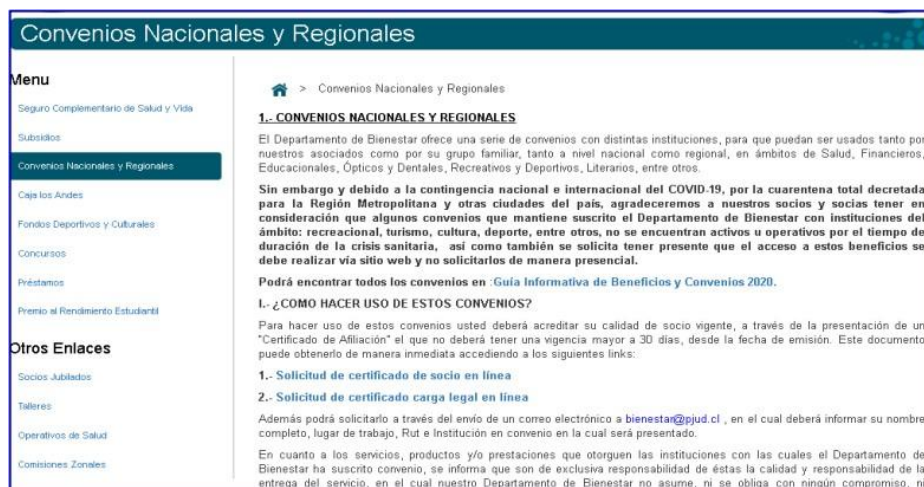 Convenios Nacionales y Regionales
Menu
Seguro Complementario de Salud y Vida
Subsidios
Convenios Nacionales y Regionales
Caja los Andes
Fondos Deportivos y Culturales
Concursos
Préstamos
Premio al Rendimiento Estudiantil
Otros Enlaces
Socios Jubilados
Talleres
Operativos de Salud
Comisiones Zonales
> Convenios Nacionales y Regionales
1.- CONVENIOS NACIONALES Y REGIONALES
El Departamento de Bienestar ofrece una serie de convenios con distintas instituciones, para que puedan ser usados tanto por
nuestros asociados como por su grupo familiar, tanto a nivel nacional como regional, en ámbitos de Salud, Financieros,
Educacionales, Ópticos y Dentales, Recreativos y Deportivos, Literarios, entre otros.
Sin embargo y debido a la contingencia nacional e internacional del COVID-19, por la cuarentena total decretada
para la Región Metropolitana y otras ciudades del país, agradeceremos a nuestros socios y socias tener en
consideración que algunos convenios que mantiene suscrito el Departamento de Bienestar con instituciones del
ámbito: recreacional, turismo, cultura, deporte, entre otros, no se encuentran activos u operativos por el tiempo de
duración de la crisis sanitaria, así como también se solicita tener presente que el acceso a estos beneficios se
debe realizar vía sitio web y no solicitarlos de manera presencial.
Podrá encontrar todos los convenios en :Guía Informativa de Beneficios y Convenios 2020.
I.- ¿COMO HACER USO DE ESTOS CONVENIOS?
Para hacer uso de estos convenios usted deberá acreditar su calidad de socio vigente, a través de la presentación de un
"Certificado de Afiliación" el que no deberá tener una vigencia mayor a 30 días, desde la fecha de emisión. Este documento
puede obtenerlo de manera inmediata accediendo a los siguientes links:
1.- Solicitud de certificado de socio en línea
2.- Solicitud de certificado carga legal en línea
Además podrá solicitarlo a través del envío de un correo electrónico a bienestar@pjud.cl , en el cual deberá informar su nombre
completo, lugar de trabajo, Rut e Institución en convenio en la cual será presentado.
En cuanto a los servicios, productos y/o prestaciones que otorguen las instituciones con las cuales el Departamento de
Bienestar ha suscrito convenio, se informa que son de exclusiva responsabilidad de éstas la calidad y responsabilidad de la
entrega del servicio, en el cual nuestro Departamento de Bienestar no asume, ni se obliga con ningún compromiso, n